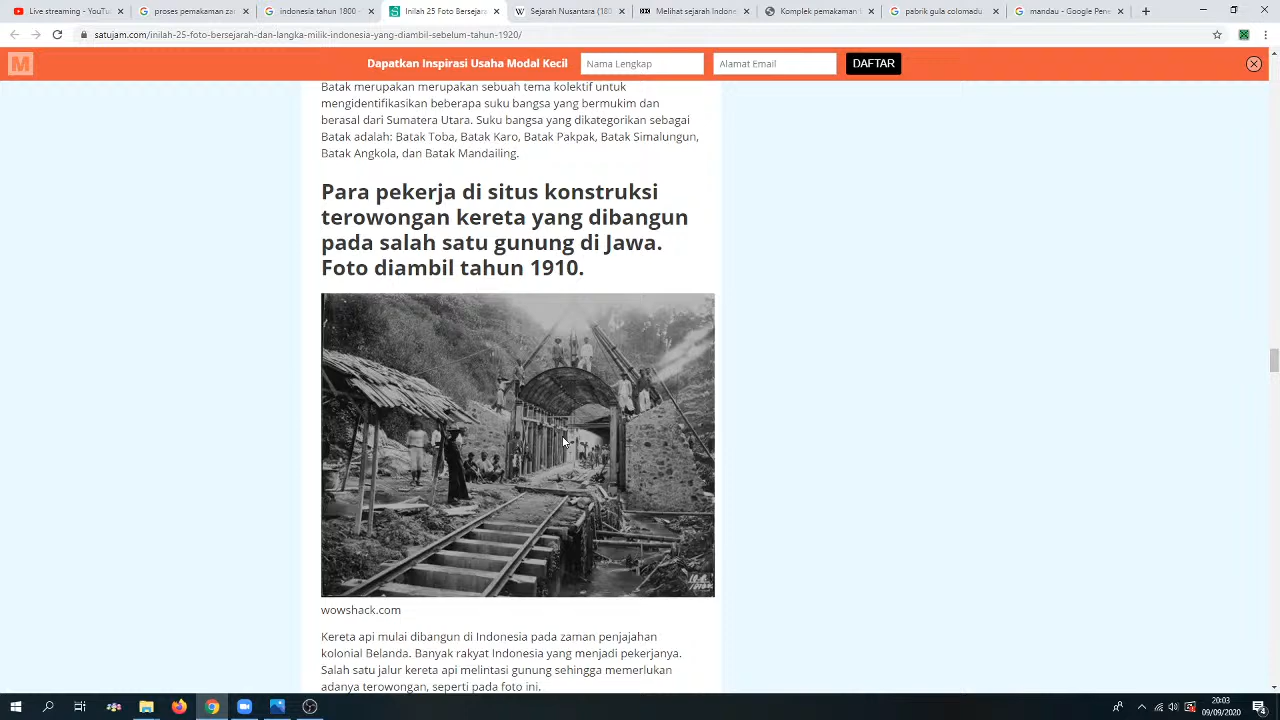 Live streaming - YouTu
proses pemakaman za
indonesia tahun 1800 -
Inilah 25 Foto Bersejara
Sejarah Nusantara (180
Melihat sejarah Indone
Komplek pemakaman
pabrik gula colomadu
mandau - Google Pene
satujam.com/inilah-25-foto-bersejarah-dan-langka-milik-indonesia-yang-diambil-sebelum-tahun-1920/
M
Dapatkan Inspirasi Usaha Modal Kecil
Nama Lengkap
Alamat Email
DAFTAR
Batak merupakan merupakan sebuah tema kolektif untuk
mengidentifikasikan beberapa suku bangsa yang bermukim dan
berasal dari Sumatera Utara. Suku bangsa yang dikategorikan sebagai
Batak adalah: Batak Toba, Batak Karo, Batak Pakpak, Batak Simalungun,
Batak Angkola, dan Batak Mandailing.
Para pekerja di situs konstruksi
terowongan kereta yang dibangun
pada salah satu gunung di Jawa.
Foto diambil tahun 1910.
wowshack.com
Kereta api mulai dibangun di Indonesia pada zaman penjajahan
kolonial Belanda. Banyak rakyat Indonesia yang menjadi pekerjanya.
Salah satu jalur kereta api melintasi gunung sehingga memerlukan
adanya terowongan, seperti pada foto ini.
20:03
09/09/2020